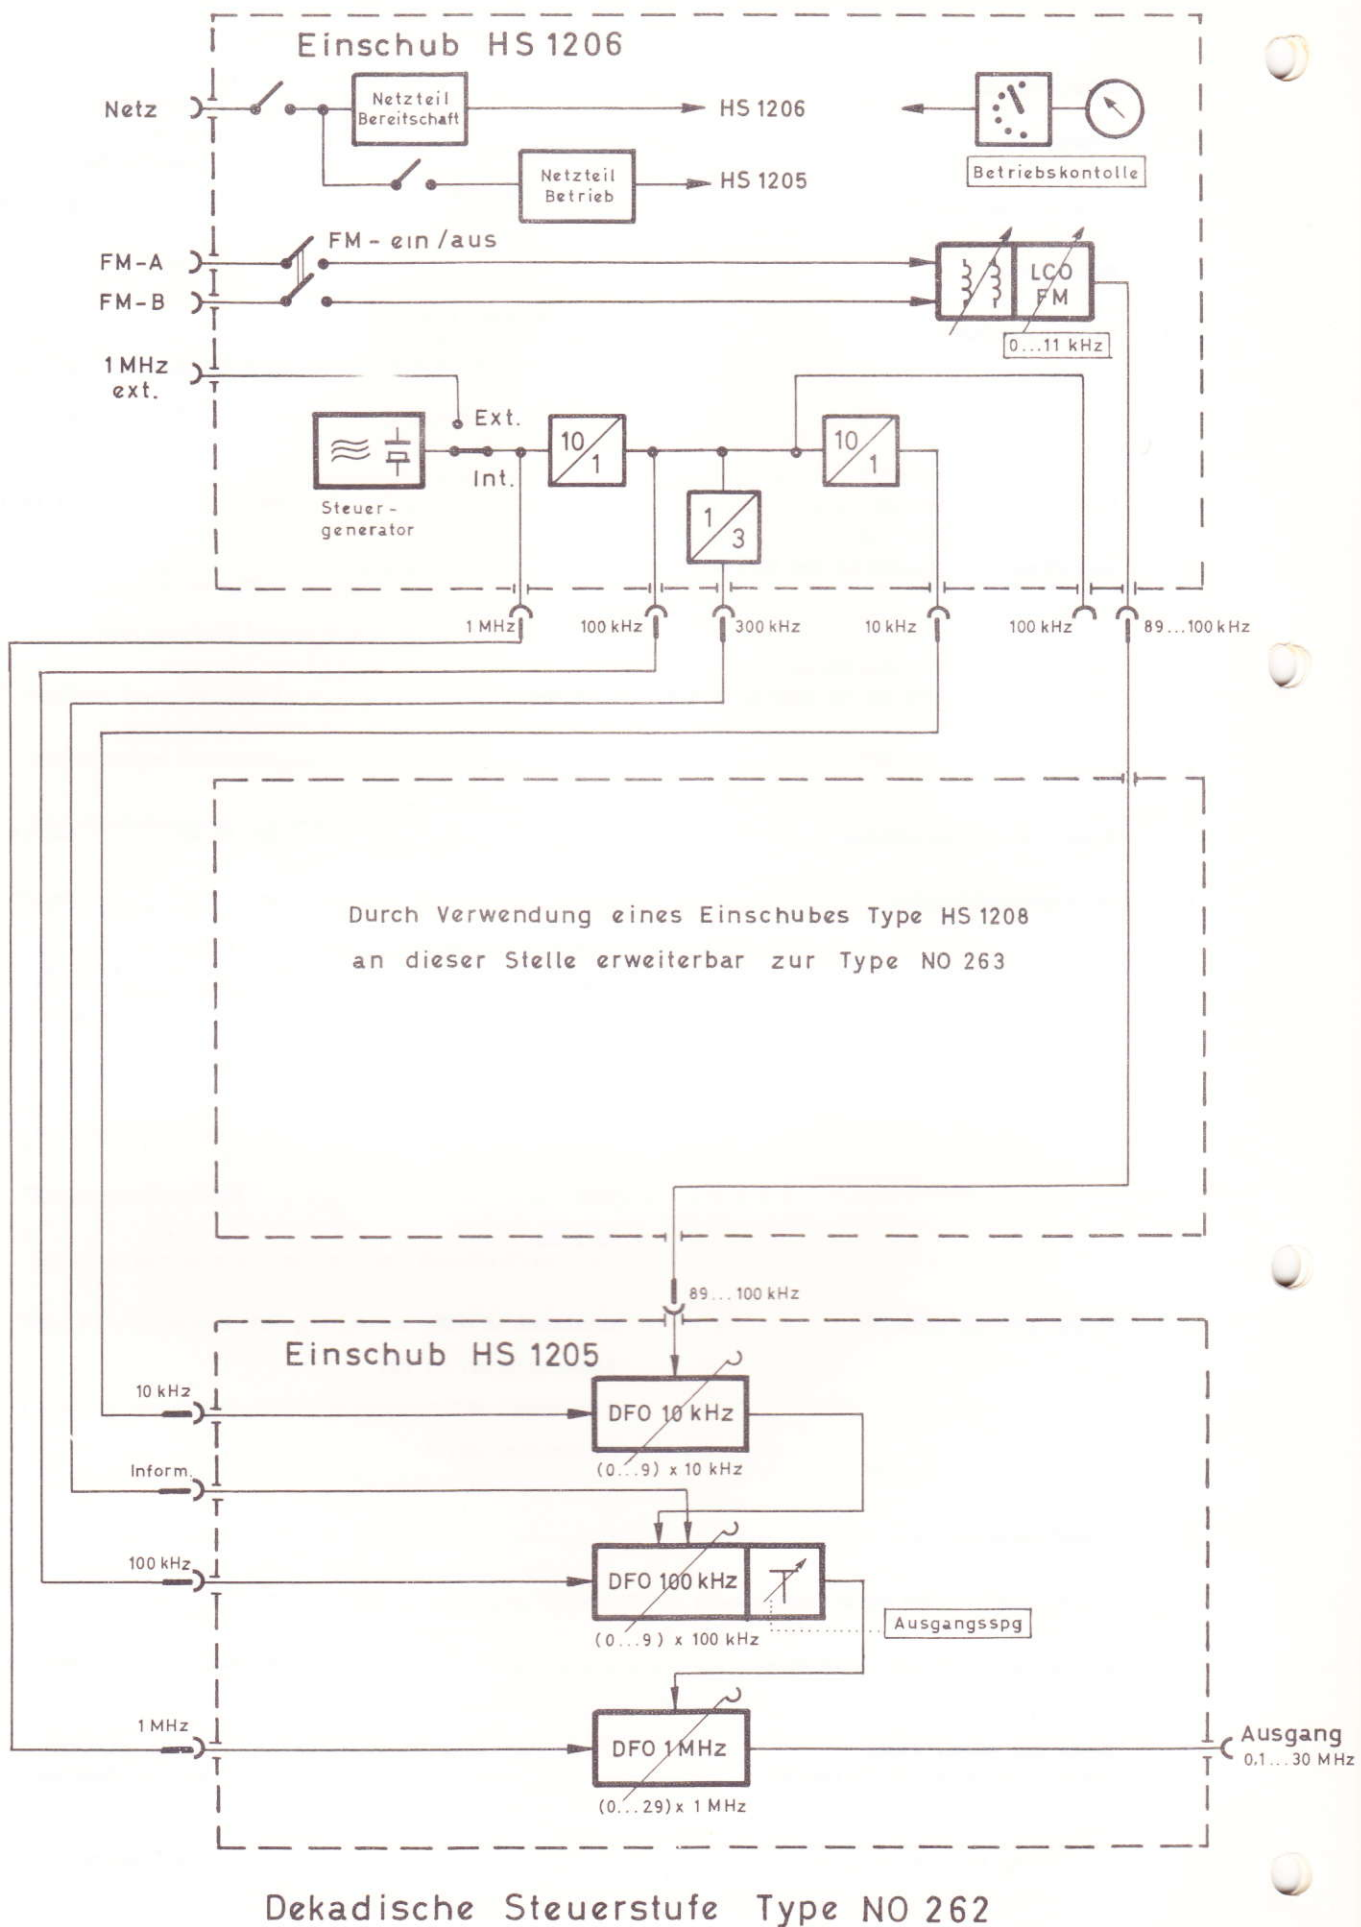 Einschub HS 1206
Netz
Netzteil
Bereitschaft
HS 1206
Netzteil
Betrieb
HS 1205
Betriebskontolle
FM-A
FM-B
FM - ein/aus
LCO
FM
0...11 kHz
1 MHz
ext.
Ext.
Int.
10
1
1
3
10
1
Steuer-
generator
1 MHz
100 kHz
300 kHz
10 kHz
100 kHz
89...100 kHz
Durch Verwendung eines Einschubes Type HS 1208
an dieser Stelle erweiterbar zur Type NO 263
89...100 kHz
Einschub HS 1205
10 kHz
DFO 10 kHz
(0...9) x 10 kHz
Inform.
100 kHz
DFO 100 kHz
(0...9) x 100 kHz
Ausgangsspg
1 MHz
DFO 1 MHz
(0...29) x 1 MHz
Ausgang
0,1...30 MHz
Dekadische Steuerstufe Type NO 262